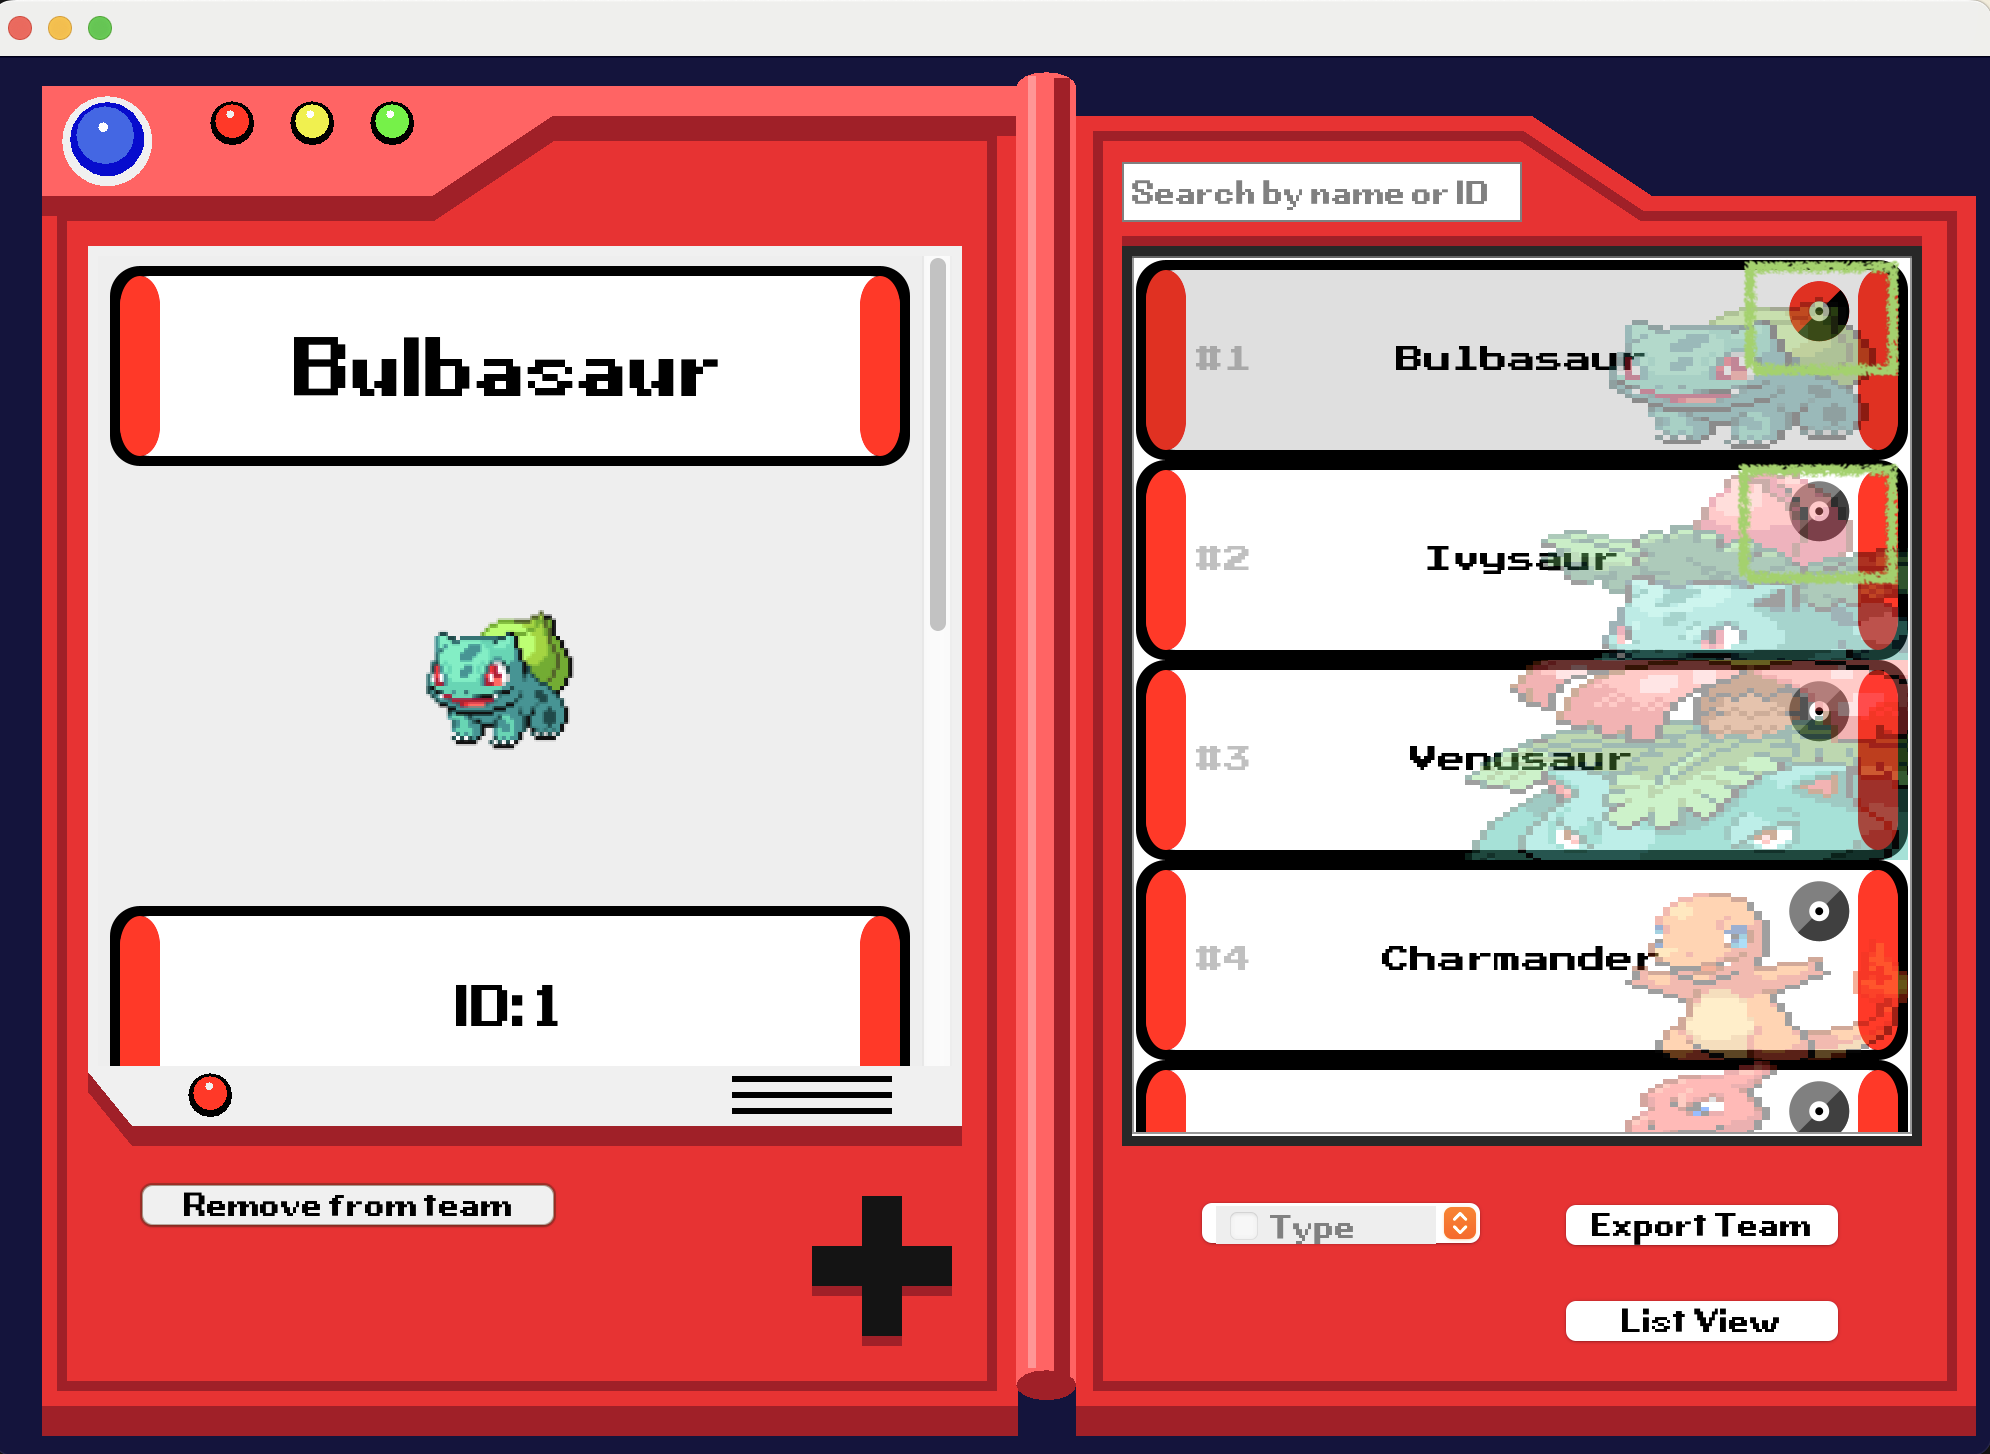 Bulbasaur
ID: 1
Remove from team
Search by name or ID
#1 Bulbasaur
#2 Ivysaur
#3 Venusaur
#4 Charmander
Type
Export Team
List View